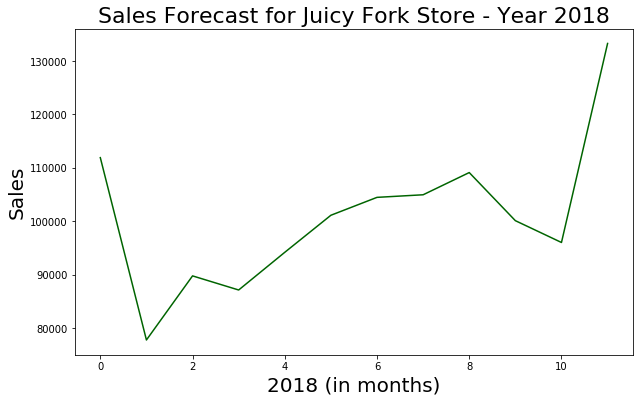 Sales Forecast for Juicy Fork Store - Year 2018
130000
120000
110000
100000
90000
80000
Sales
0 2 4 6 8 10
2018 (in months)